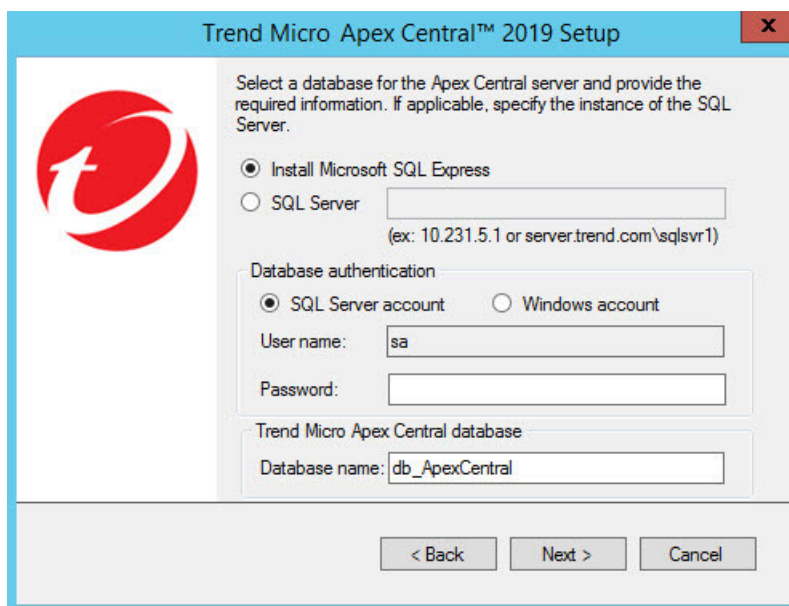 Trend Micro Apex Central™ 2019 Setup
x
Select a database for the Apex Central server and provide the
required information. If applicable, specify the instance of the SQL
Server.
Install Microsoft SQL Express
SQL Server
(ex: 10.231.5.1 or server.trend.com\sqlsvr1)
Database authentication
SQL Server account Windows account
User name: sa
Password:
Trend Micro Apex Central database
Database name: db_ApexCentral
< Back Next > Cancel